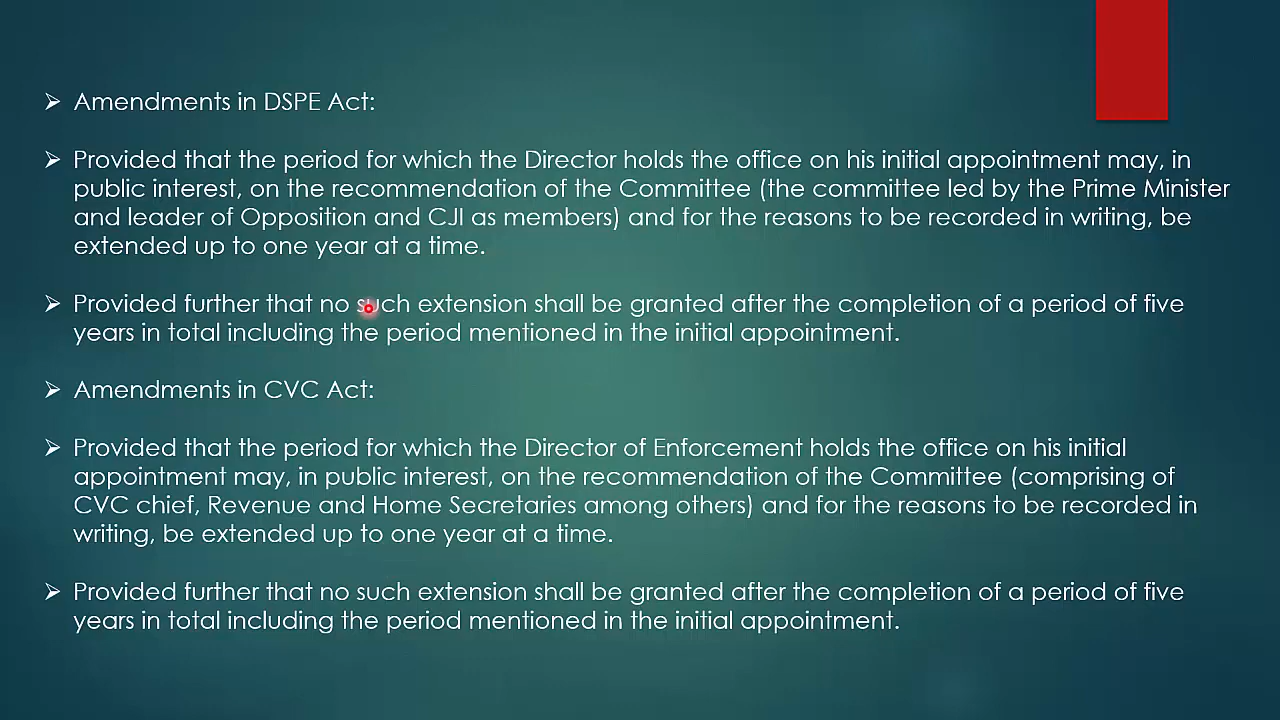 ➢ Amendments in DSPE Act:
➢ Provided that the period for which the Director holds the office on his initial appointment may, in
public interest, on the recommendation of the Committee (the committee led by the Prime Minister
and leader of Opposition and CJI as members) and for the reasons to be recorded in writing, be
extended up to one year at a time.
➢ Provided further that no such extension shall be granted after the completion of a period of five
years in total including the period mentioned in the initial appointment.
➢ Amendments in CVC Act:
➢ Provided that the period for which the Director of Enforcement holds the office on his initial
appointment may, in public interest, on the recommendation of the Committee (comprising of
CVC chief, Revenue and Home Secretaries among others) and for the reasons to be recorded in
writing, be extended up to one year at a time.
➢ Provided further that no such extension shall be granted after the completion of a period of five
years in total including the period mentioned in the initial appointment.